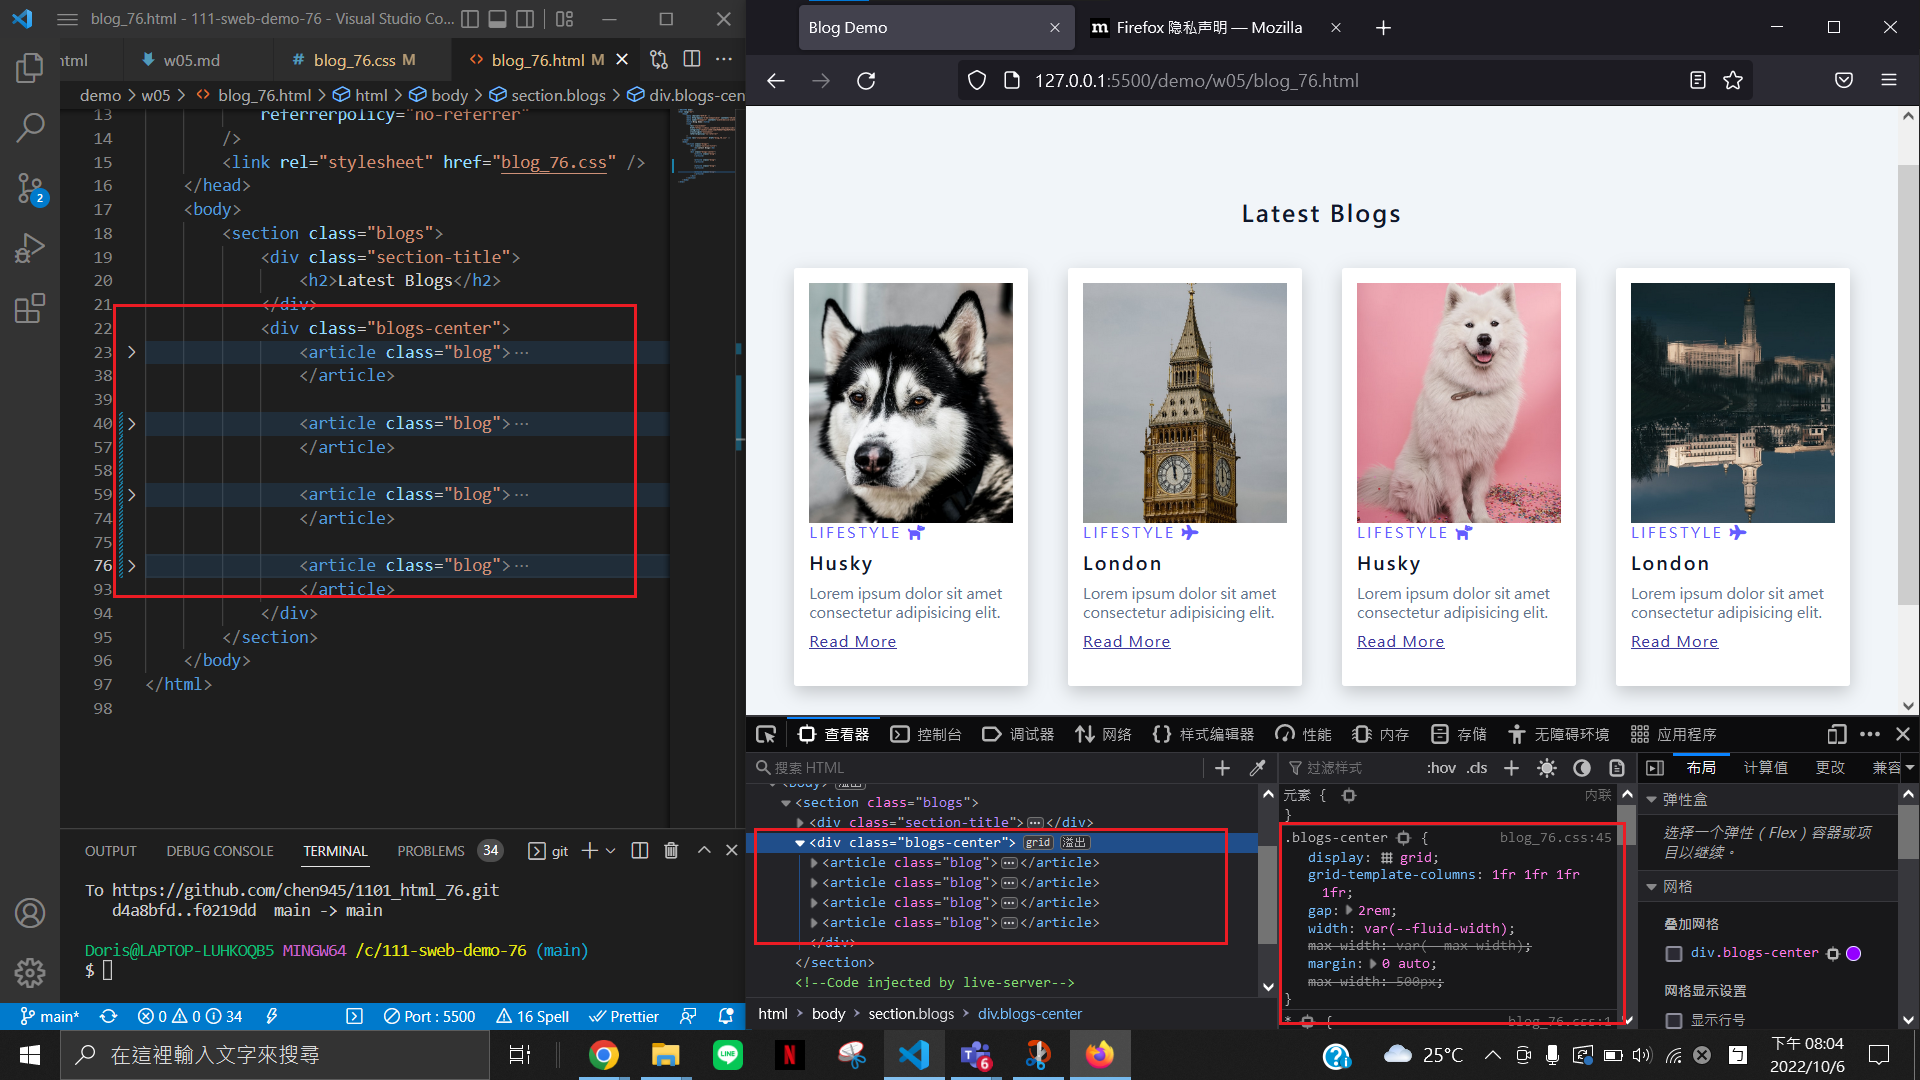 blog_76.html - 111-sweb-demo-76 - Visual Studio Co...
html
w05.md
# blog_76.css M
<> blog_76.html M
demo > w05 > <> blog_76.html > html > body > section.blogs > div.blogs-cen
13 referrerpolicy="no-referrer"
14 />
15 <link rel="stylesheet" href="blog_76.css" />
16 </head>
17 <body>
18 <section class="blogs">
19 <div class="section-title">
20 <h2>Latest Blogs</h2>
21 </div>
22 <div class="blogs-center">
23 <article class="blog">···
38 </article>
39
40 <article class="blog">···
57 </article>
58
59 <article class="blog">···
74 </article>
75
76 <article class="blog">···
93 </article>
94 </div>
95 </section>
96 </body>
97 </html>
98
OUTPUT DEBUG CONSOLE TERMINAL PROBLEMS 34 git
To https://github.com/chen945/1101_html_76.git
d4a8bfd..f0219dd main -> main
Doris@LAPTOP-LUHKOQB5 MINGW64 /c/111-sweb-demo-76 (main)
$
main* 0 0 34 Port : 5500 16 Spell Prettier
Blog Demo
Firefox 隐私声明 — Mozilla
127.0.0.1:5500/demo/w05/blog_76.html
Latest Blogs
LIFESTYLE
Husky
Lorem ipsum dolor sit amet
consectetur adipisicing elit.
Read More
LIFESTYLE
London
Lorem ipsum dolor sit amet
consectetur adipisicing elit.
Read More
LIFESTYLE
Husky
Lorem ipsum dolor sit amet
consectetur adipisicing elit.
Read More
LIFESTYLE
London
Lorem ipsum dolor sit amet
consectetur adipisicing elit.
Read More
查看器 控制台 调试器 网络 样式编辑器 性能 内存 存储 无障碍环境 应用程序
搜索 HTML
<body> 溢出
<section class="blogs">
<div class="section-title"></div>
<div class="blogs-center"> grid 溢出
<article class="blog"></article>
<article class="blog"></article>
<article class="blog"></article>
<article class="blog"></article>
</div>
</section>
<!--Code injected by live-server-->
html > body > section.blogs > div.blogs-center
过滤样式 :hov .cls
元素 { 内联
}
.blogs-center { blog_76.css:45
display: grid;
grid-template-columns: 1fr 1fr 1fr
1fr;
gap: 2rem;
width: var(--fluid-width);
max-width: var(--max-width);
margin: 0 auto;
max-width: 500px;
}
* { blog_76.css:1
布局 计算值 更改 兼容
弹性盒
选择一个弹性（Flex）容器或项
目以继续。
网格
叠加网格
div.blogs-center
网格显示设置
显示行号
在這裡輸入文字來搜尋
6
25°C
下午 08:04
2022/10/6